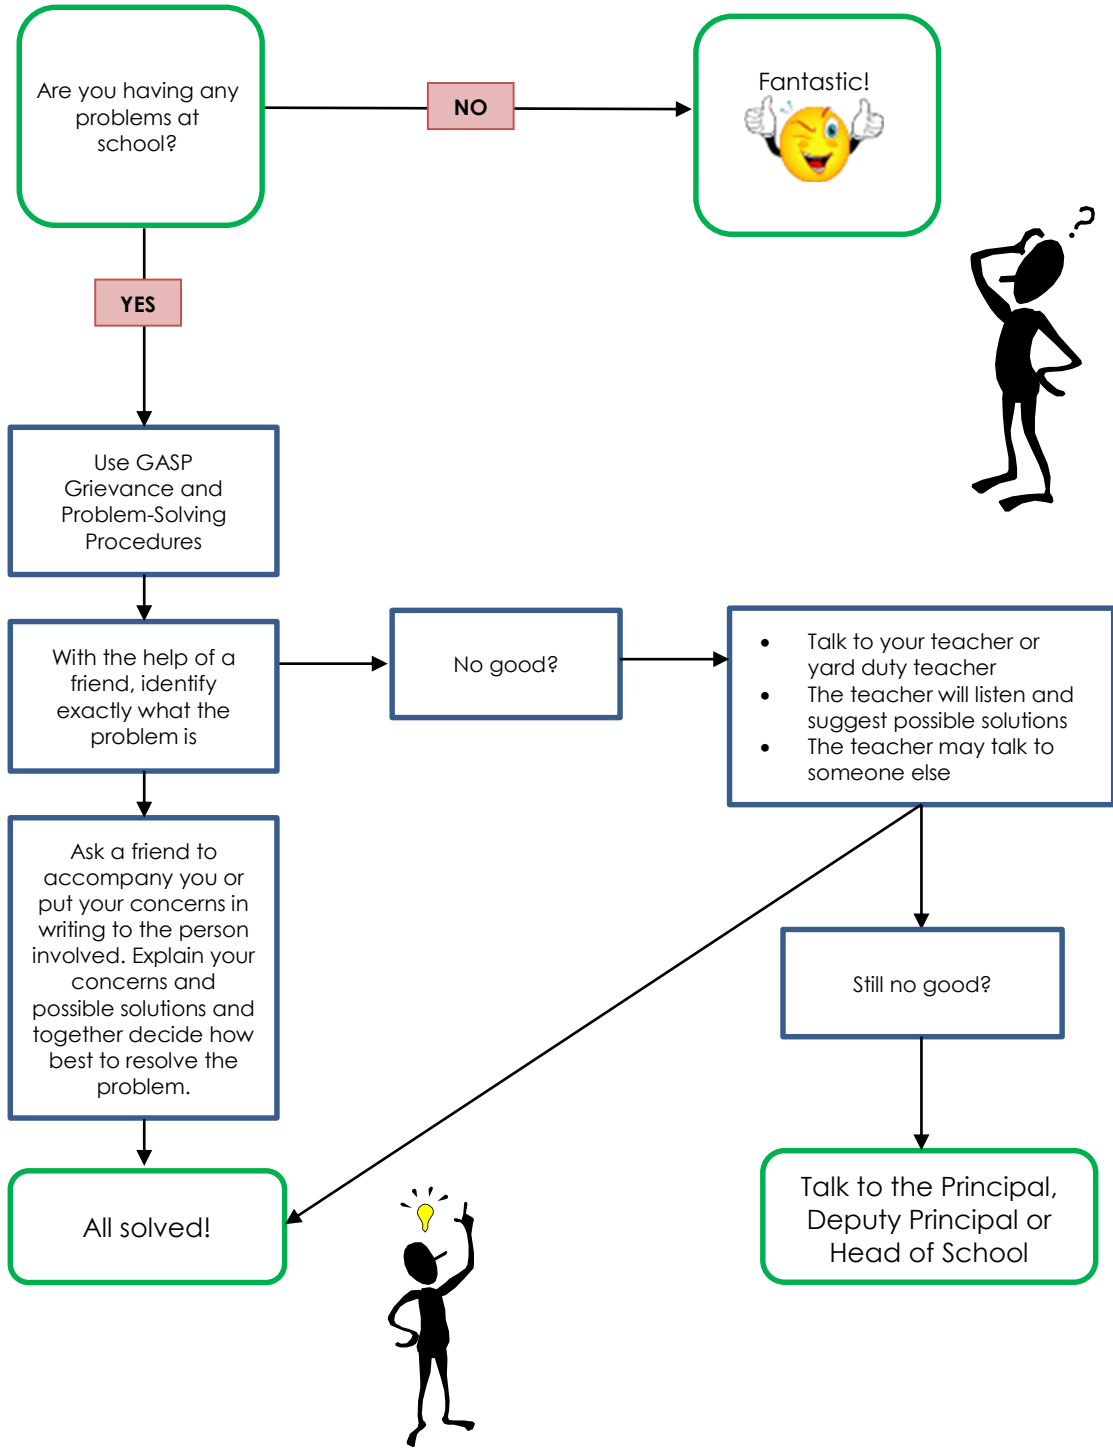 Are you having any
problems at
school?
NO
Fantastic!
?
YES
Use GASP
Grievance and
Problem-Solving
Procedures
With the help of a
friend, identify
exactly what the
problem is
No good?
• Talk to your teacher or
yard duty teacher
• The teacher will listen and
suggest possible solutions
• The teacher may talk to
someone else
Ask a friend to
accompany you or
put your concerns in
writing to the person
involved. Explain your
concerns and
possible solutions and
together decide how
best to resolve the
problem.
Still no good?
All solved!
Talk to the Principal,
Deputy Principal or
Head of School